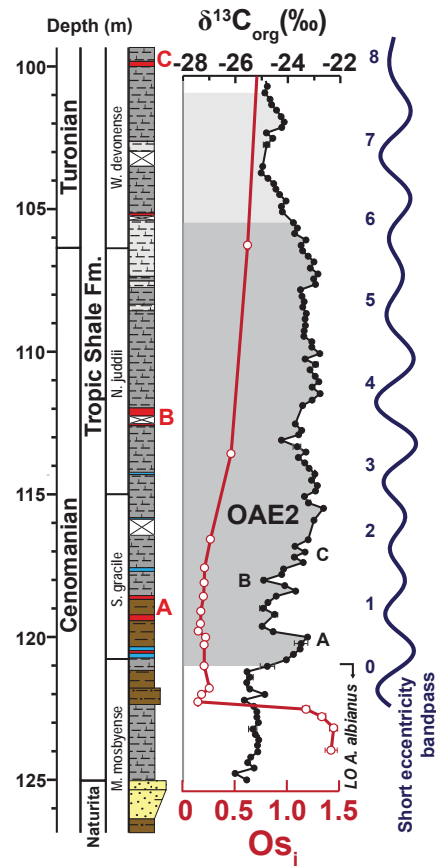 Depth (m)
δ¹³C_org(‰)
-28 -26 -24 -22
100
105
110
115
120
125
Turonian
Cenomanian
Tropic Shale Fm.
Naturita
W. devonense
N. juddii
S. gracile
M. mosbyense
C
B
A
OAE2
C
B
A
LO A. albianus
8
7
6
5
4
3
2
1
0
Short eccentricity
bandpass
0 0.5 1.0 1.5
Os_i